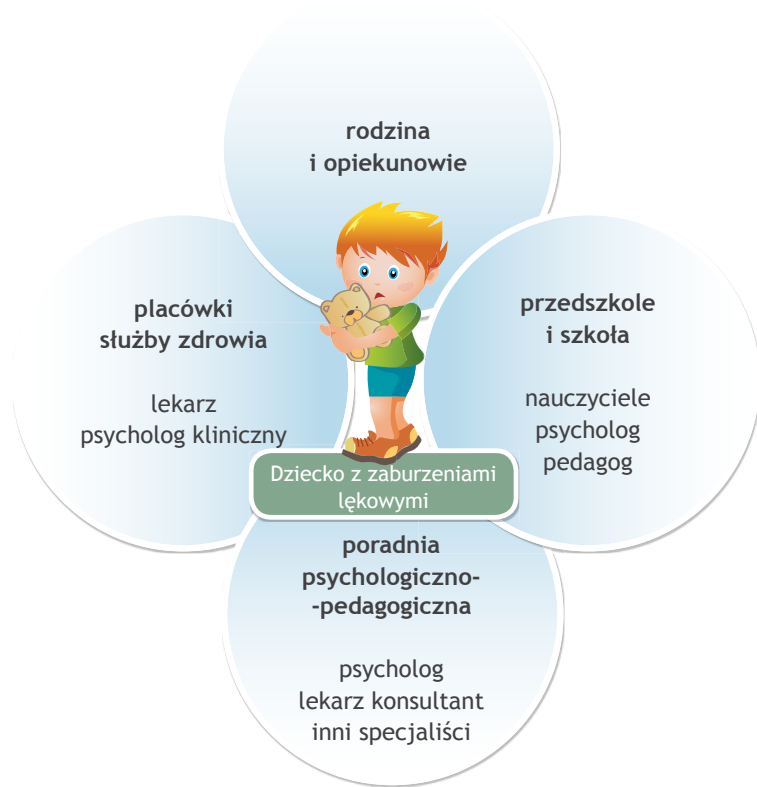 rodzina
i opiekunowie
placówki
służby zdrowia
lekarz
psycholog kliniczny
przedszkole
i szkoła
nauczyciele
psycholog
pedagog
Dziecko z zaburzeniami
lękowymi
poradnia
psychologiczno-
-pedagogiczna
psycholog
lekarz konsultant
inni specjaliści